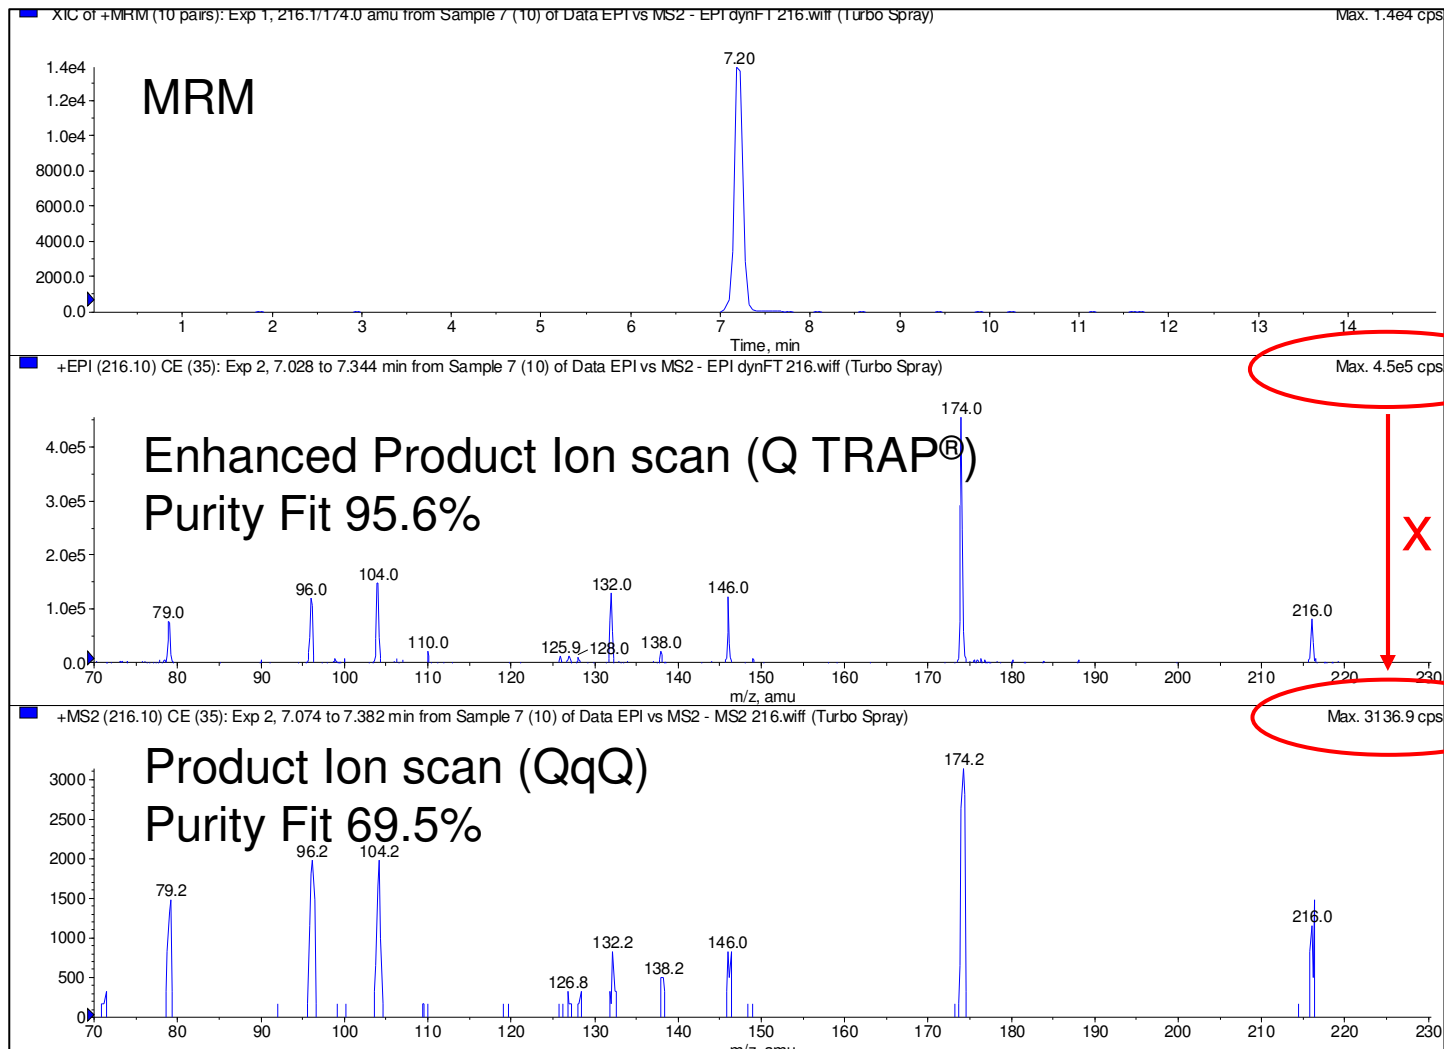 XIC of +MRM (10 pairs): Exp 1, 216.1/174.0 amu from Sample 7 (10) of Data EPI vs MS2 - EPI dynFT 216.wiff (Turbo Spray) Max. 1.4e4 cps
7.20
1.4e4
MRM
1.2e4
1.0e4
8000.0
6000.0
4000.0
2000.0
0.0
1 2 3 4 5 6 7 8 9 10 11 12 13 14
Time, min
+EPI (216.10) CE (35): Exp 2, 7.028 to 7.344 min from Sample 7 (10) of Data EPI vs MS2 - EPI dynFT 216.wiff (Turbo Spray) Max. 4.5e5 cps
174.0
4.0e5
Enhanced Product Ion scan (Q TRAP®)
3.0e5
Purity Fit 95.6%
X
2.0e5
79.0 96.0 104.0 110.0 125.9 128.0 132.0 138.0 146.0 216.0
1.0e5
0.0
70 80 90 100 110 120 130 140 150 160 170 180 190 200 210 220 230
m/z, amu
+MS2 (216.10) CE (35): Exp 2, 7.074 to 7.382 min from Sample 7 (10) of Data EPI vs MS2 - MS2 216.wiff (Turbo Spray) Max. 3136.9 cps
174.2
3000
Product Ion scan (QqQ)
2500
Purity Fit 69.5%
2000
79.2 96.2 104.2 126.8 132.2 138.2 146.0 216.0
1500
1000
500
0
70 80 90 100 110 120 130 140 150 160 170 180 190 200 210 220 230
m/z, amu